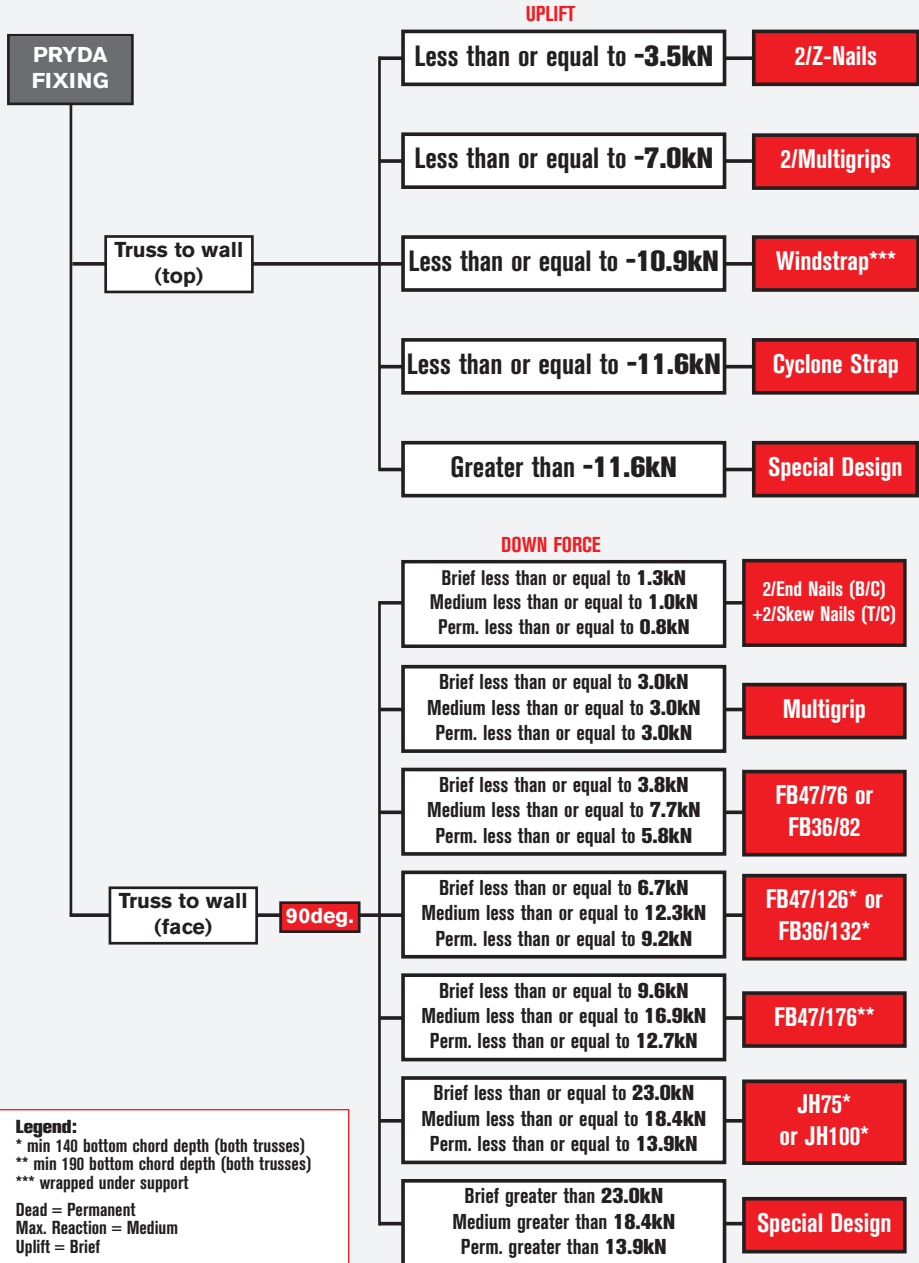 PRYDA
FIXING
UPLIFT
Less than or equal to -3.5kN
2/Z-Nails
Less than or equal to -7.0kN
2/Multigrips
Truss to wall
(top)
Less than or equal to -10.9kN
Windstrap***
Less than or equal to -11.6kN
Cyclone Strap
Greater than -11.6kN
Special Design
DOWN FORCE
Brief less than or equal to 1.3kN
Medium less than or equal to 1.0kN
Perm. less than or equal to 0.8kN
2/End Nails (B/C)
+2/Skew Nails (T/C)
Brief less than or equal to 3.0kN
Medium less than or equal to 3.0kN
Perm. less than or equal to 3.0kN
Multigrip
Brief less than or equal to 3.8kN
Medium less than or equal to 7.7kN
Perm. less than or equal to 5.8kN
FB47/76 or
FB36/82
Truss to wall
(face)
90deg.
Brief less than or equal to 6.7kN
Medium less than or equal to 12.3kN
Perm. less than or equal to 9.2kN
FB47/126* or
FB36/132*
Brief less than or equal to 9.6kN
Medium less than or equal to 16.9kN
Perm. less than or equal to 12.7kN
FB47/176**
Brief less than or equal to 23.0kN
Medium less than or equal to 18.4kN
Perm. less than or equal to 13.9kN
JH75*
or JH100*
Brief greater than 23.0kN
Medium greater than 18.4kN
Perm. greater than 13.9kN
Special Design
Legend:
* min 140 bottom chord depth (both trusses)
** min 190 bottom chord depth (both trusses)
*** wrapped under support
Dead = Permanent
Max. Reaction = Medium
Uplift = Brief